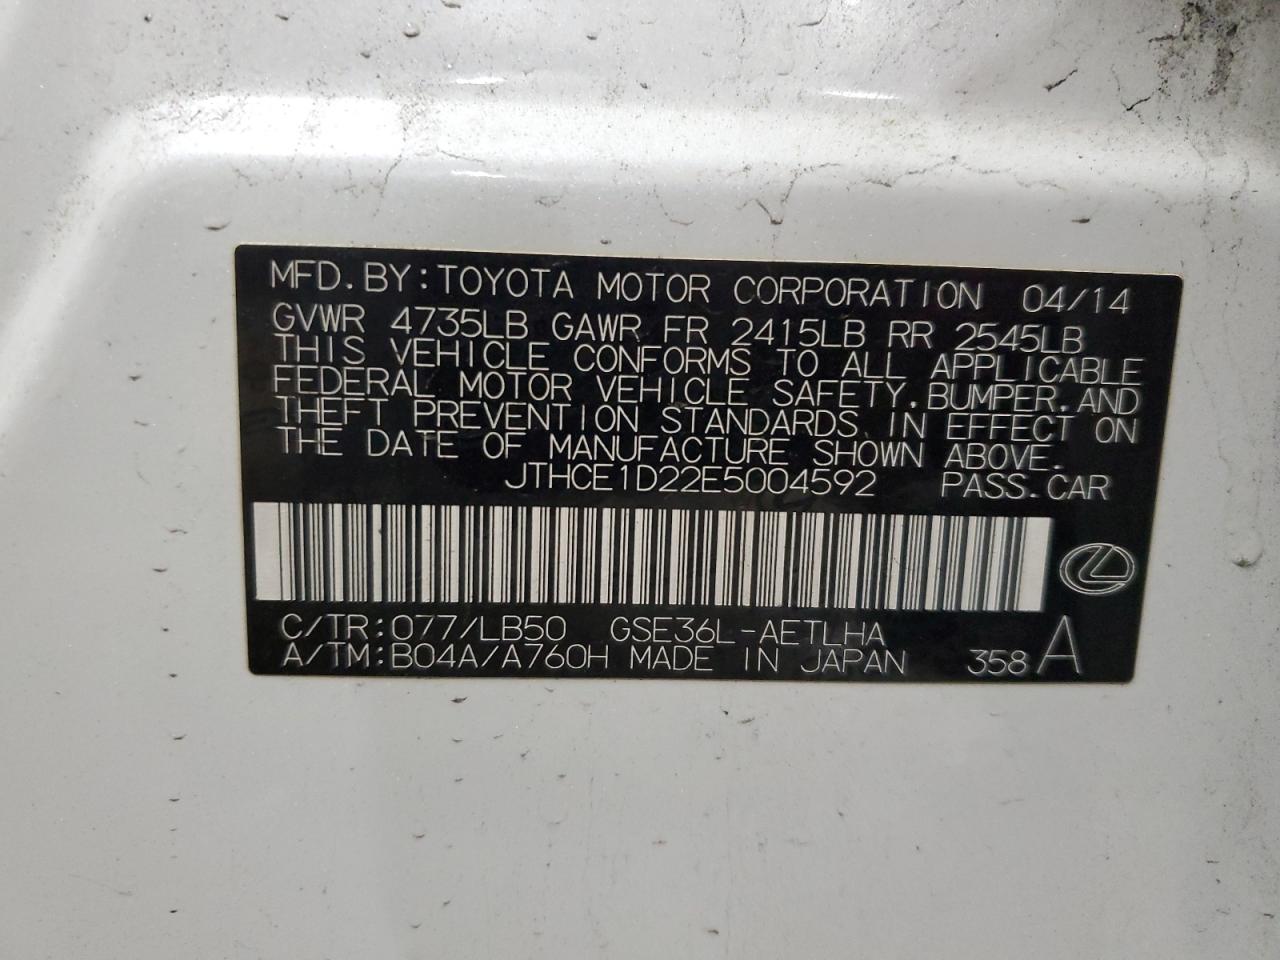 MFD. BY: TOYOTA MOTOR CORPORATION 04/14
GVWR 4735LB GAWR FR 2415LB RR 2545LB
THIS VEHICLE CONFORMS TO ALL APPLICABLE
FEDERAL MOTOR VEHICLE SAFETY, BUMPER, AND
THEFT PREVENTION STANDARDS IN EFFECT ON
THE DATE OF MANUFACTURE SHOWN ABOVE.
JTHCE1D22E5004592 PASS. CAR
C/TR: 077/LB50 GSE36L-AETLHA
A/TM: B04A/A760H MADE IN JAPAN 358 A